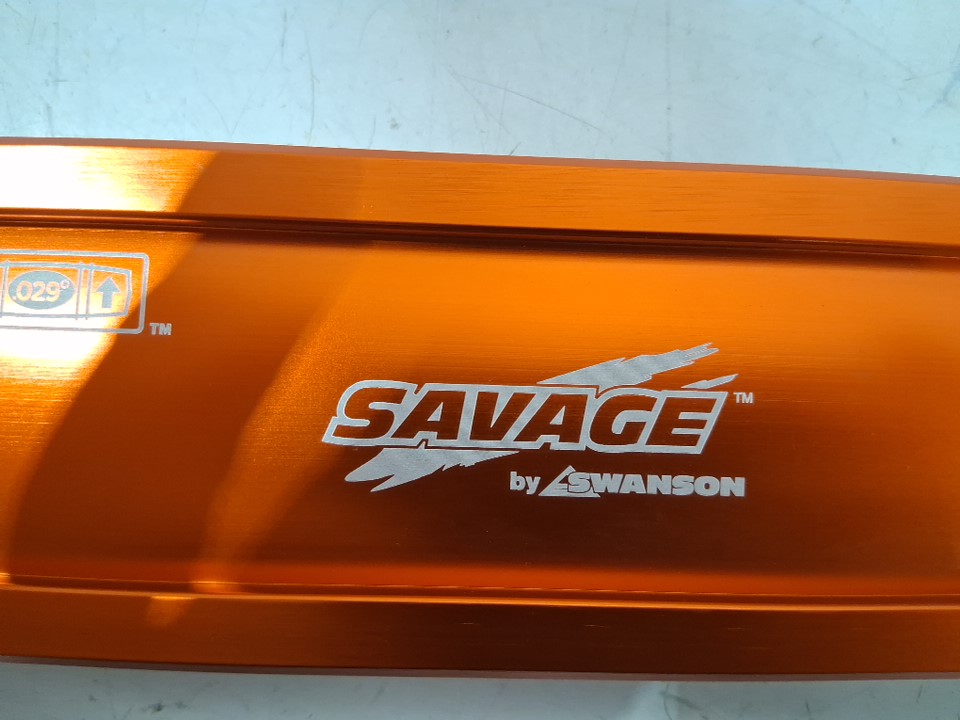 .029°
TM
SAVAGE TM
by SWANSON